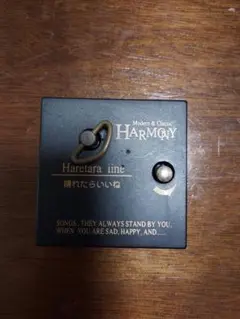 Modern & Classic
HARMONY
Haretara iine
晴れたらいいね
SONGS, THEY ALWAYS STAND BY YOU,
WHEN YOU ARE SAD, HAPPY, AND.....